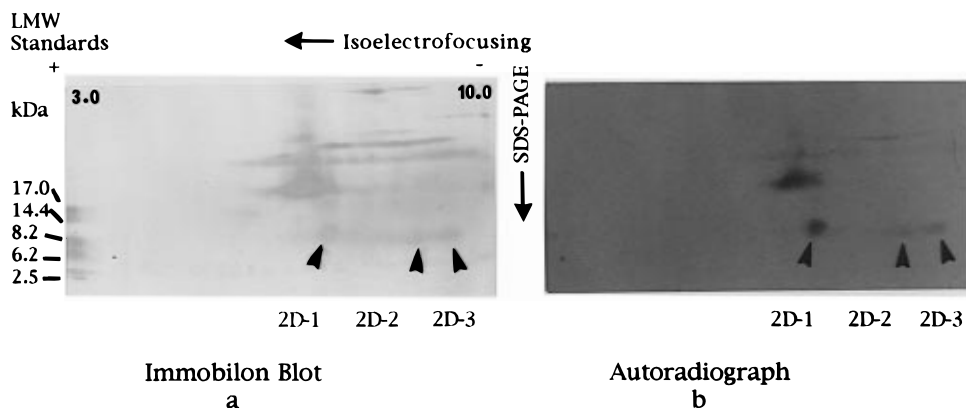 LMW
Standards
Isoelectrofocusing
+
-
kDa
3.0
10.0
SDS-PAGE
17.0
14.4
8.2
6.2
2.5
2D-1 2D-2 2D-3
2D-1 2D-2 2D-3
Immobilon Blot
a
Autoradiograph
b